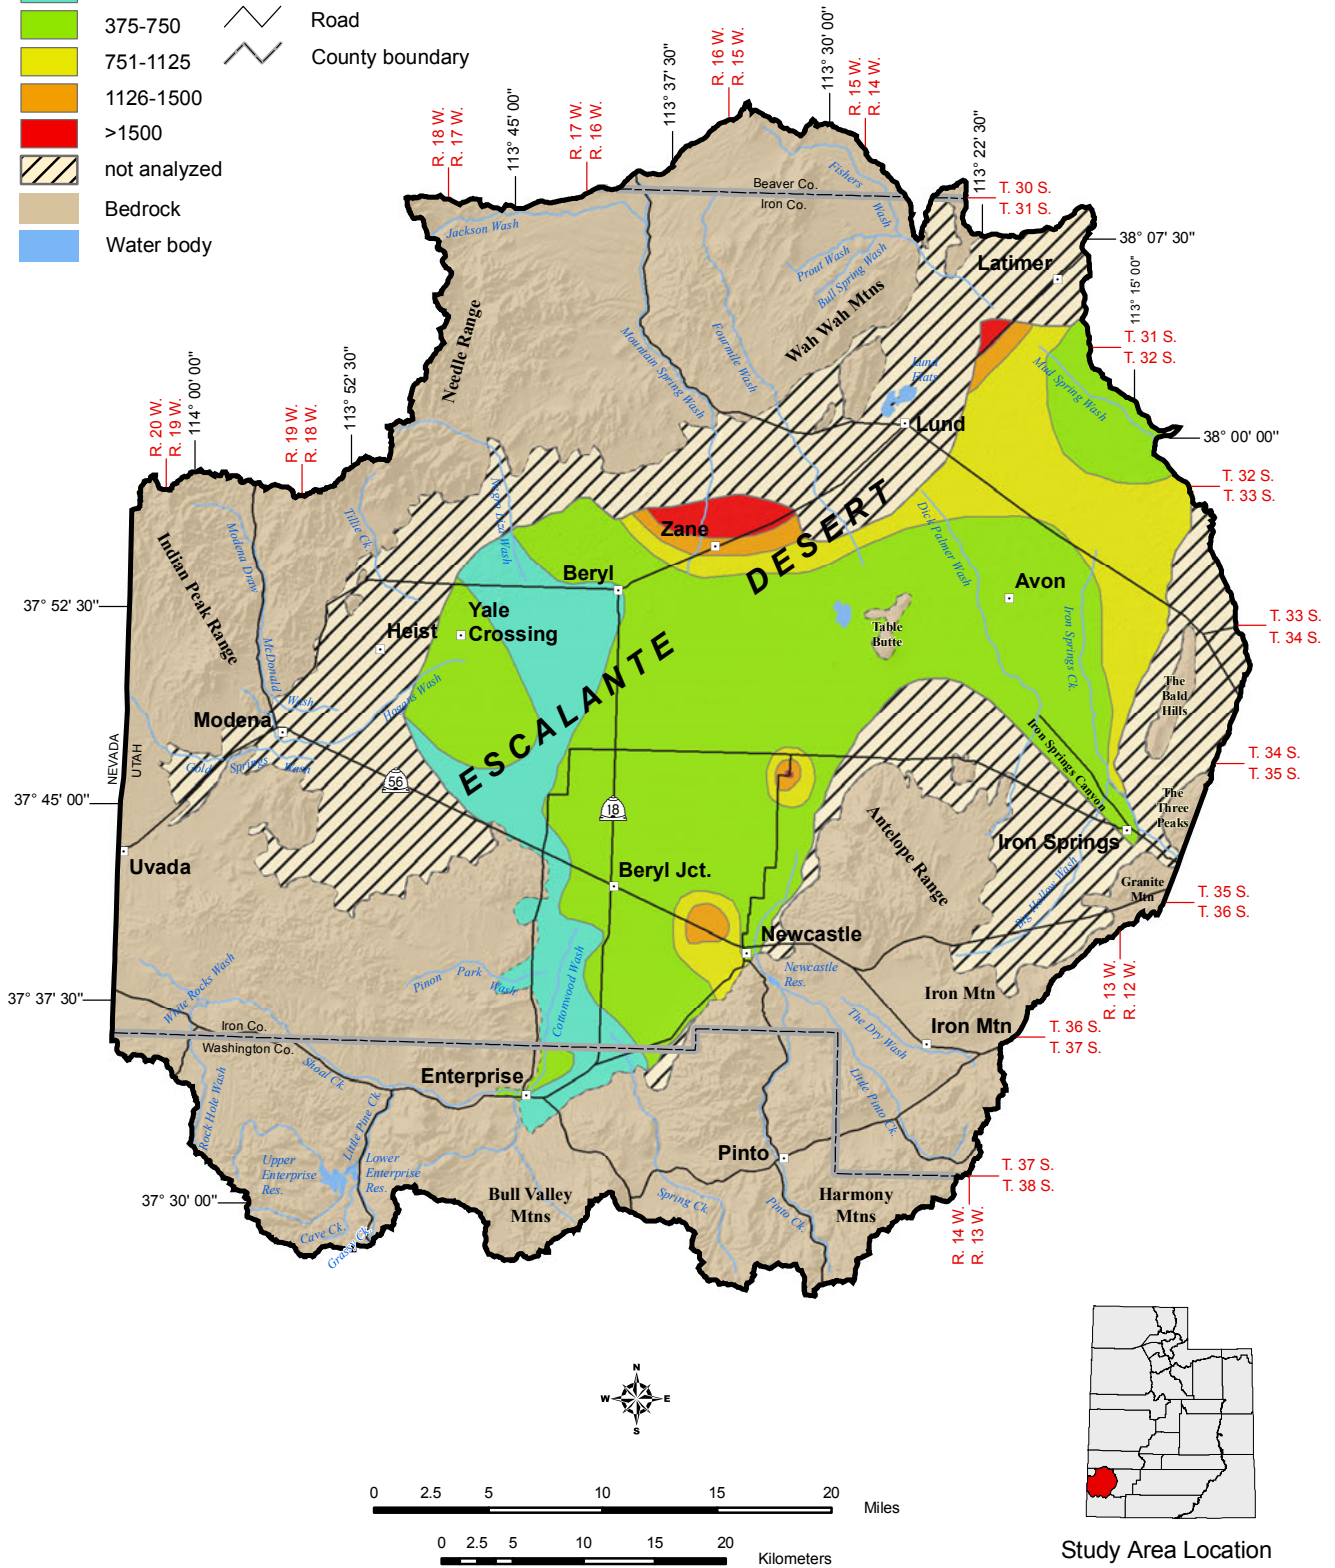 375-750
Road
County boundary
751-1125
1126-1500
>1500
not analyzed
Bedrock
Water body
R. 18 W.
R. 17 W.
113° 45' 00"
R. 17 W.
R. 16 W.
113° 37' 30"
R. 16 W.
R. 15 W.
113° 30' 00"
R. 15 W.
R. 14 W.
113° 22' 30"
T. 30 S.
T. 31 S.
38° 07' 30"
113° 15' 00"
T. 31 S.
T. 32 S.
38° 00' 00"
T. 32 S.
T. 33 S.
T. 33 S.
T. 34 S.
T. 34 S.
T. 35 S.
T. 35 S.
T. 36 S.
R. 13 W.
R. 12 W.
T. 36 S.
T. 37 S.
T. 37 S.
T. 38 S.
R. 14 W.
R. 13 W.
R. 20 W.
R. 19 W.
114° 00' 00"
R. 19 W.
R. 18 W.
113° 52' 30"
37° 52' 30"
37° 45' 00"
37° 37' 30"
37° 30' 00"
Beaver Co.
Iron Co.
Fishers
Wash
Jackson Wash
Prout Wash
Bull Spring Wash
Wah Wah Mtns
Latimer
Needle Range
Mountain Spring Wash
Fourmile Wash
Lund
Flats
Lund
Mud Spring Wash
Negro Liza Wash
Tillie Ck.
Modena Draw
Indian Peak Range
Zane
DESERT
Dick Palmer Wash
Avon
Beryl
Yale
Crossing
Heist
Table
Butte
Iron Springs Ck.
McDonald
Wash
Hogans Wash
ESCALANTE
The
Bald
Hills
Modena
NEVADA
UTAH
Gold Springs Wash
56
18
Iron Springs Canyon
The
Three
Peaks
Antelope Range
Iron Springs
Uvada
Beryl Jct.
Granite
Mtn
Big Hollow Wash
Newcastle
Newcastle
Res.
White Rocks Wash
Pinon Park Wash
Cottonwood Wash
Iron Mtn
Iron Mtn
The Dry Wash
Iron Co.
Washington Co.
Shoal Ck.
Enterprise
Little Pinto Ck.
Rock Hole Wash
Little Pine Ck.
Upper
Enterprise
Res.
Lower
Enterprise
Res.
Pinto
Bull Valley
Mtns
Spring Ck.
Pinto Ck.
Harmony
Mtns
Cave Ck.
Grassy Ck.
N
W
E
S
0 2.5 5 10 15 20
Miles
0 2.5 5 10 15 20
Kilometers
Study Area Location